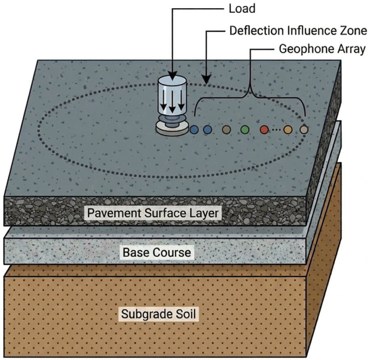 Load
Deflection Influence Zone
Geophone Array
Pavement Surface Layer
Base Course
Subgrade Soil